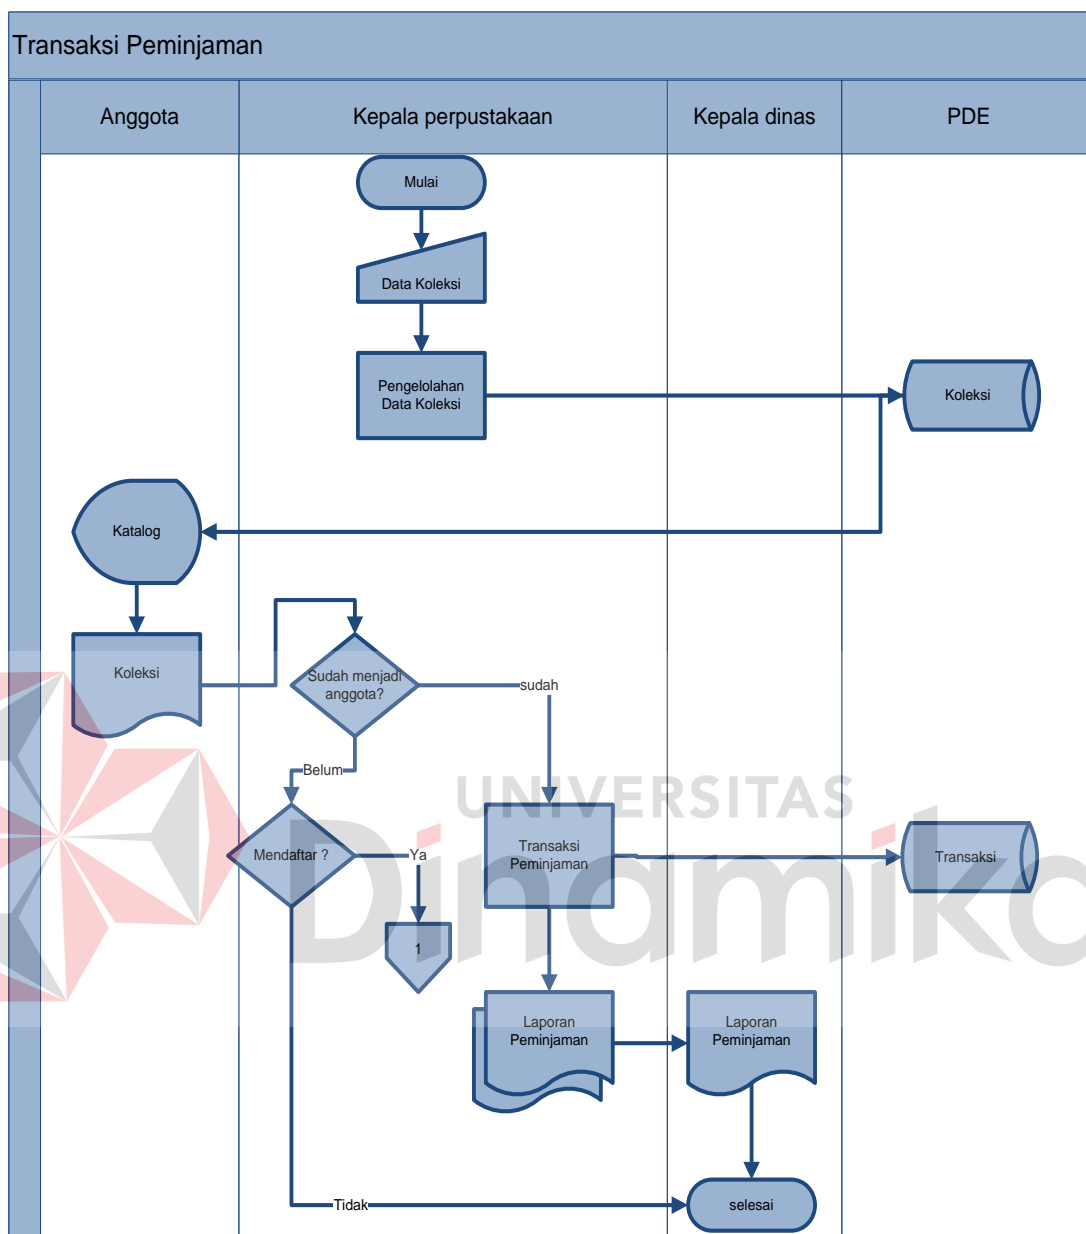 Transaksi Peminjaman
Anggota
Kepala perpustakaan
Kepala dinas
PDE
Mulai
Data Koleksi
Pengelolahan
Data Koleksi
Koleksi
Katalog
Koleksi
Sudah menjadi
anggota?
sudah
Belum
UNIVERSITAS
Dinamika
Mendaftar ?
Ya
Transaksi
Peminjaman
Transaksi
1
Laporan
Peminjaman
Laporan
Peminjaman
Tidak
selesai